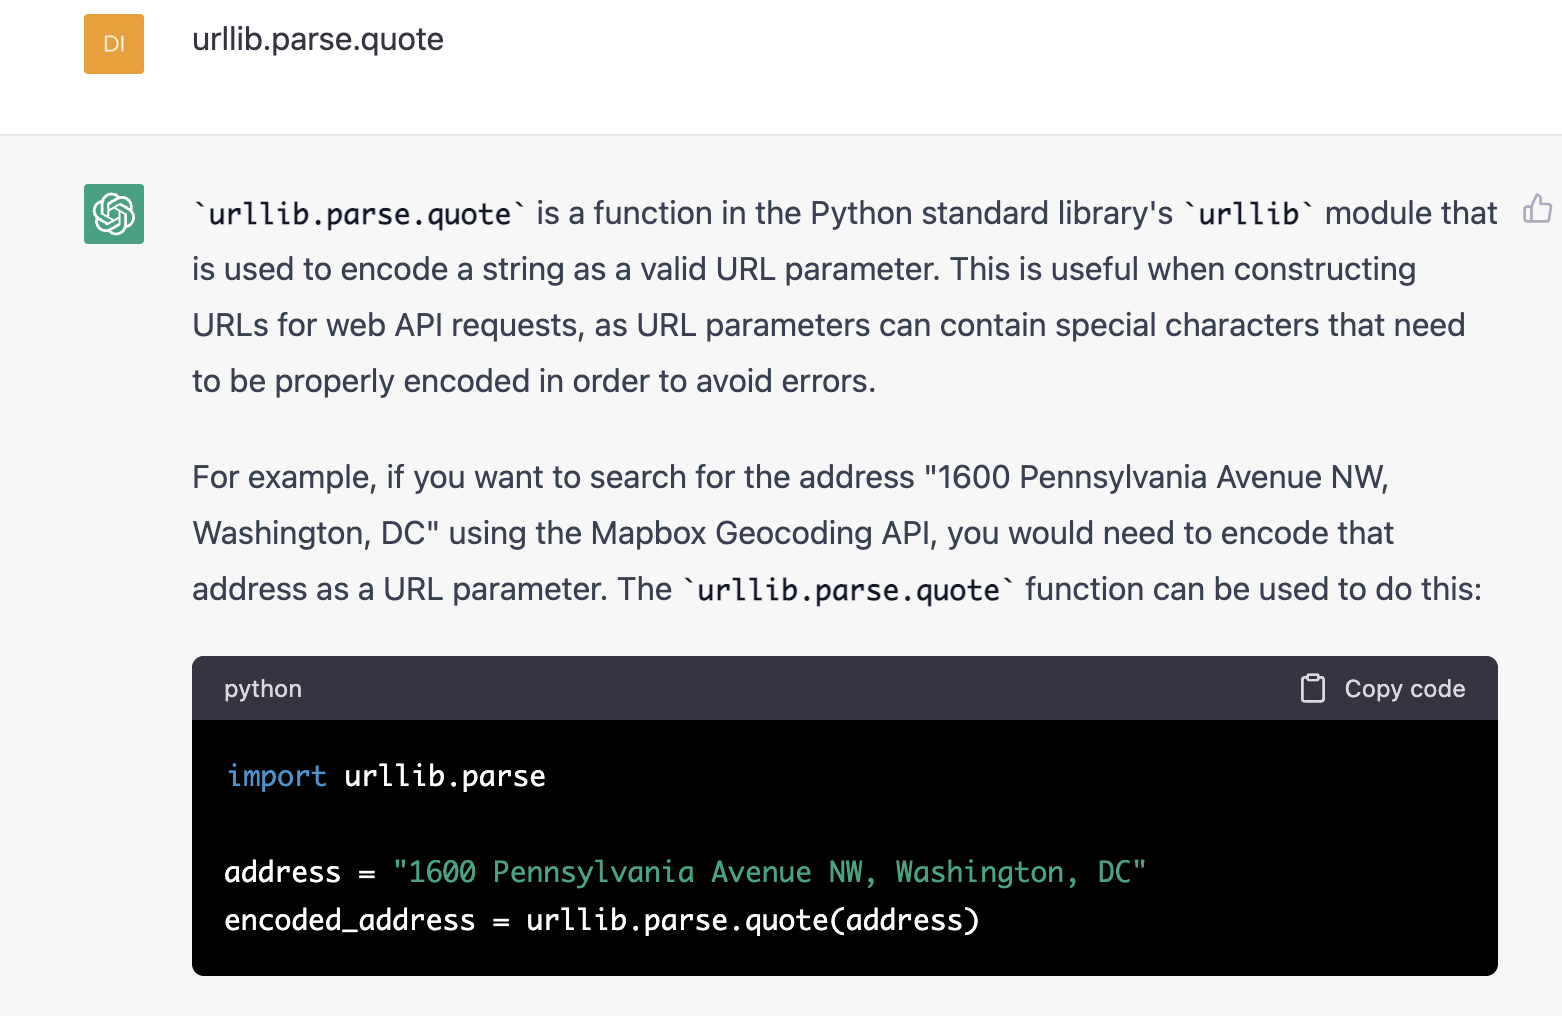 DI
urllib.parse.quote
`urllib.parse.quote` is a function in the Python standard library's `urllib` module that
is used to encode a string as a valid URL parameter. This is useful when constructing
URLs for web API requests, as URL parameters can contain special characters that need
to be properly encoded in order to avoid errors.
For example, if you want to search for the address "1600 Pennsylvania Avenue NW,
Washington, DC" using the Mapbox Geocoding API, you would need to encode that
address as a URL parameter. The `urllib.parse.quote` function can be used to do this:
python
Copy code
import urllib.parse
address = "1600 Pennsylvania Avenue NW, Washington, DC"
encoded_address = urllib.parse.quote(address)